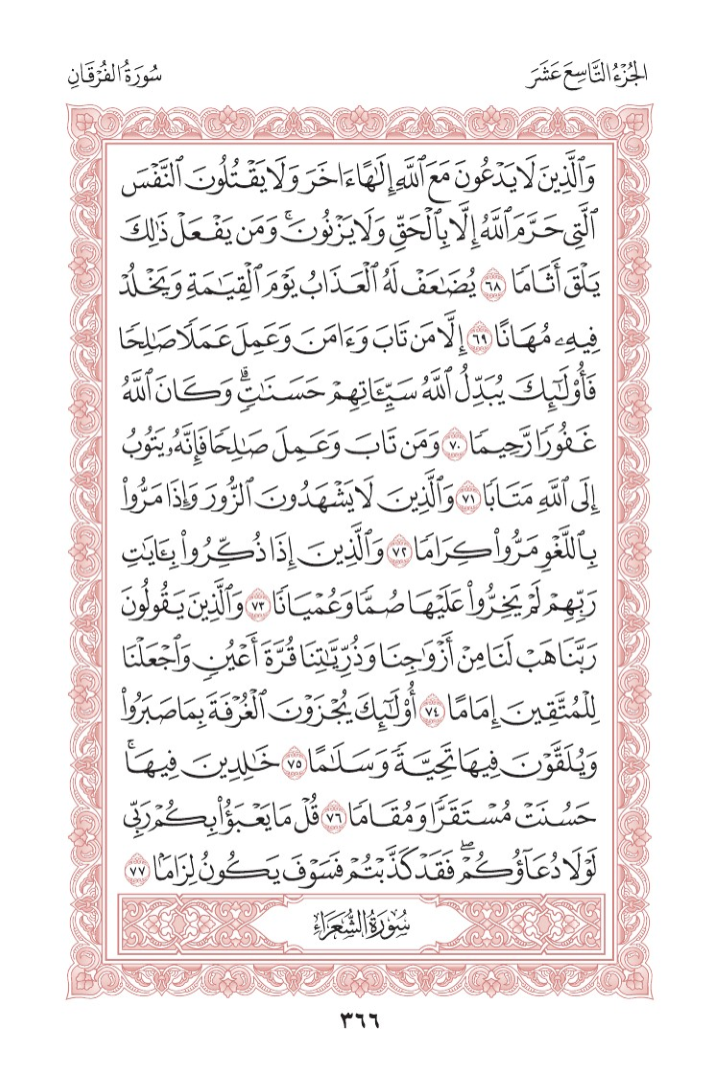 الجُزْءُ التَّاسِعَ عَشَرَ
سُورَةُ الفُرْقَانِ
وَٱلَّذِينَ لَا يَدْعُونَ مَعَ ٱللَّهِ إِلَٰهًا ءَاخَرَ وَلَا يَقْتُلُونَ ٱلنَّفْسَ
ٱلَّتِي حَرَّمَ ٱللَّهُ إِلَّا بِٱلْحَقِّ وَلَا يَزْنُونَۚ وَمَن يَفْعَلْ ذَٰلِكَ
يَلْقَ أَثَامًا ٦٨ يُضَٰعَفْ لَهُ ٱلْعَذَابُ يَوْمَ ٱلْقِيَٰمَةِ وَيَخْلُدْ
فِيهِۦ مُهَانًا ٦٩ إِلَّا مَن تَابَ وَءَامَنَ وَعَمِلَ عَمَلًا صَٰلِحًا
فَأُوْلَٰٓئِكَ يُبَدِّلُ ٱللَّهُ سَيِّـَٔاتِهِمْ حَسَنَٰتٍۗ وَكَانَ ٱللَّهُ
غَفُورًا رَّحِيمًا ٧٠ وَمَن تَابَ وَعَمِلَ صَٰلِحًا فَإِنَّهُۥ يَتُوبُ
إِلَى ٱللَّهِ مَتَابًا ٧١ وَٱلَّذِينَ لَا يَشْهَدُونَ ٱلزُّورَ وَإِذَا مَرُّواْ
بِٱللَّغْوِ مَرُّواْ كِرَامًا ٧٢ وَٱلَّذِينَ إِذَا ذُكِّرُواْ بِـَٔايَٰتِ
رَبِّهِمْ لَمْ يَخِرُّواْ عَلَيْهَا صُمًّا وَعُمْيَانًا ٧٣ وَٱلَّذِينَ يَقُولُونَ
رَبَّنَا هَبْ لَنَا مِنْ أَزْوَٰجِنَا وَذُرِّيَّٰتِنَا قُرَّةَ أَعْيُنٍ وَٱجْعَلْنَا
لِلْمُتَّقِينَ إِمَامًا ٧٤ أُوْلَٰٓئِكَ يُجْزَوْنَ ٱلْغُرْفَةَ بِمَا صَبَرُواْ
وَيُلَقَّوْنَ فِيهَا تَحِيَّةً وَسَلَٰمًا ٧٥ خَٰلِدِينَ فِيهَاۚ
حَسُنَتْ مُسْتَقَرًّا وَمُقَامًا ٧٦ قُلْ مَا يَعْبَؤُاْ بِكُمْ رَبِّي
لَوْلَا دُعَآؤُكُمْۖ فَقَدْ كَذَّبْتُمْ فَسَوْفَ يَكُونُ لِزَامًۢا ٧٧
سُورَةُ الشُّعَرَاءِ
٣٦٦